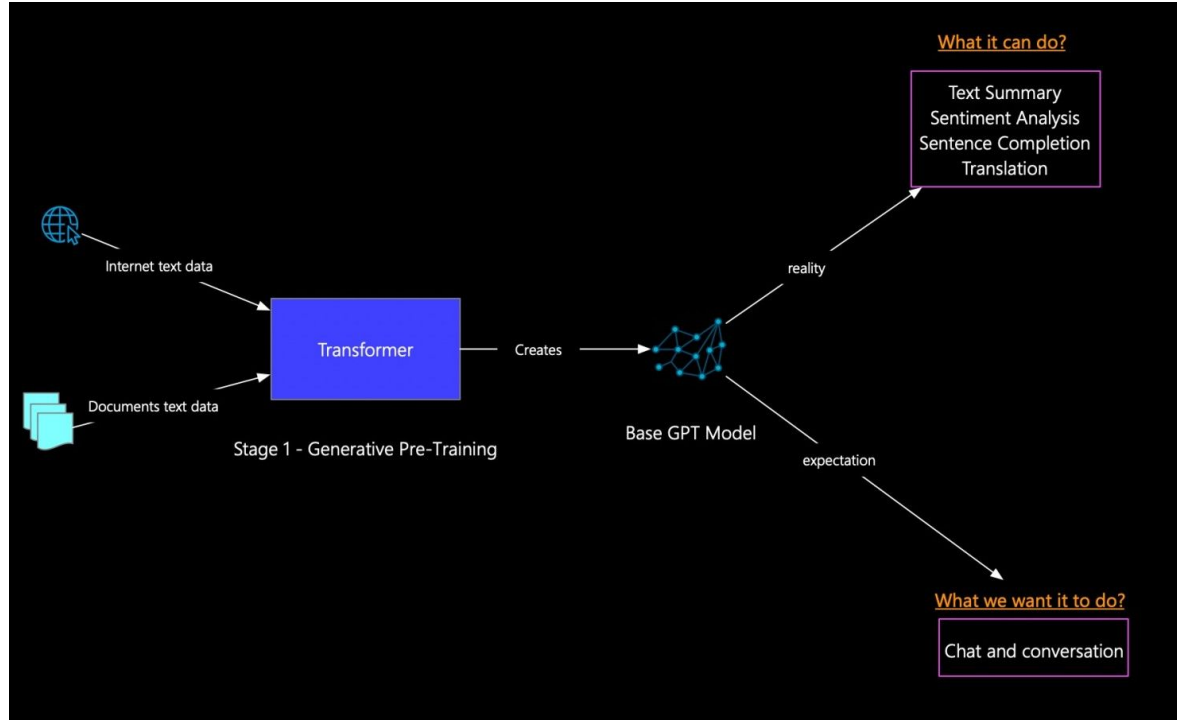 What it can do?
Text Summary
Sentiment Analysis
Sentence Completion
Translation
Internet text data
reality
Transformer
Creates
Documents text data
Base GPT Model
Stage 1 - Generative Pre-Training
expectation
What we want it to do?
Chat and conversation